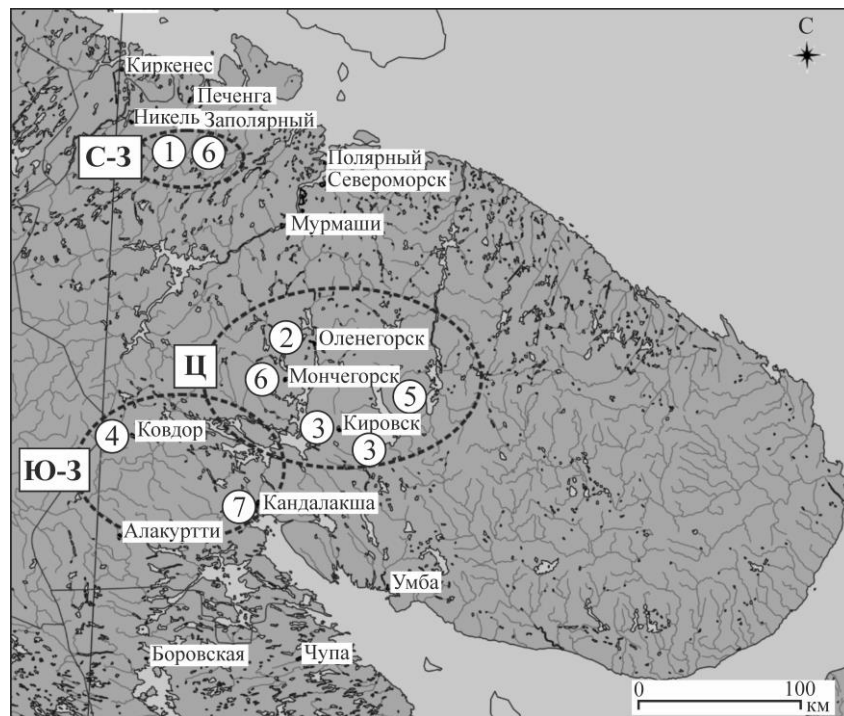 С
Киркенес
Печенга
Никель
Заполярный
С-З
1
6
Полярный
Североморск
Мурмаши
2
Оленегорск
Ц
6
Мончегорск
5
4
Ковдор
3
Кировск
3
Ю-З
7
Кандалакша
Алакуртти
Умба
Боровская
Чупа
0
100
км